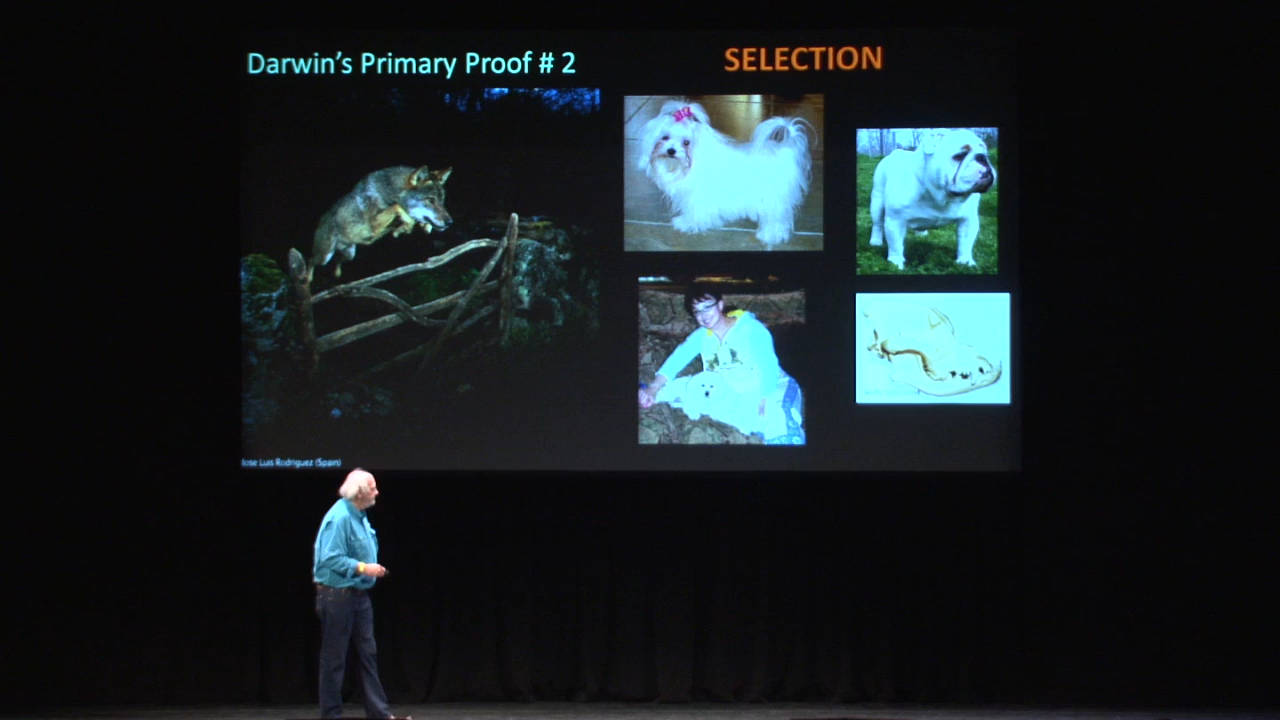 Darwin's Primary Proof # 2
SELECTION
Jose Luis Rodriguez (Spain)